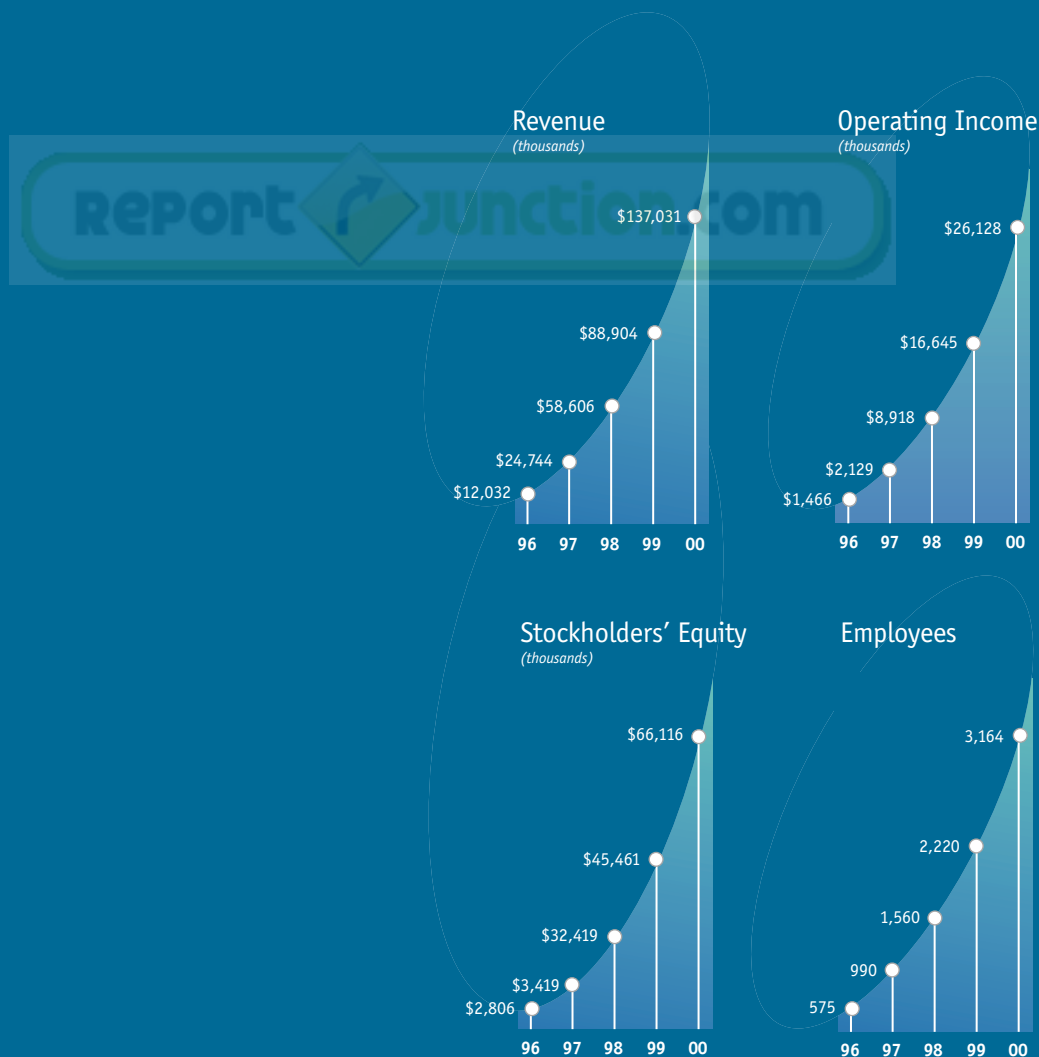 Revenue
(thousands)
$137,031
$88,904
$58,606
$24,744
$12,032
96 97 98 99 00
Operating Income
(thousands)
$26,128
$16,645
$8,918
$2,129
$1,466
96 97 98 99 00
Report Junction.com
Stockholders’ Equity
(thousands)
$66,116
$45,461
$32,419
$3,419
$2,806
96 97 98 99 00
Employees
3,164
2,220
1,560
990
575
96 97 98 99 00